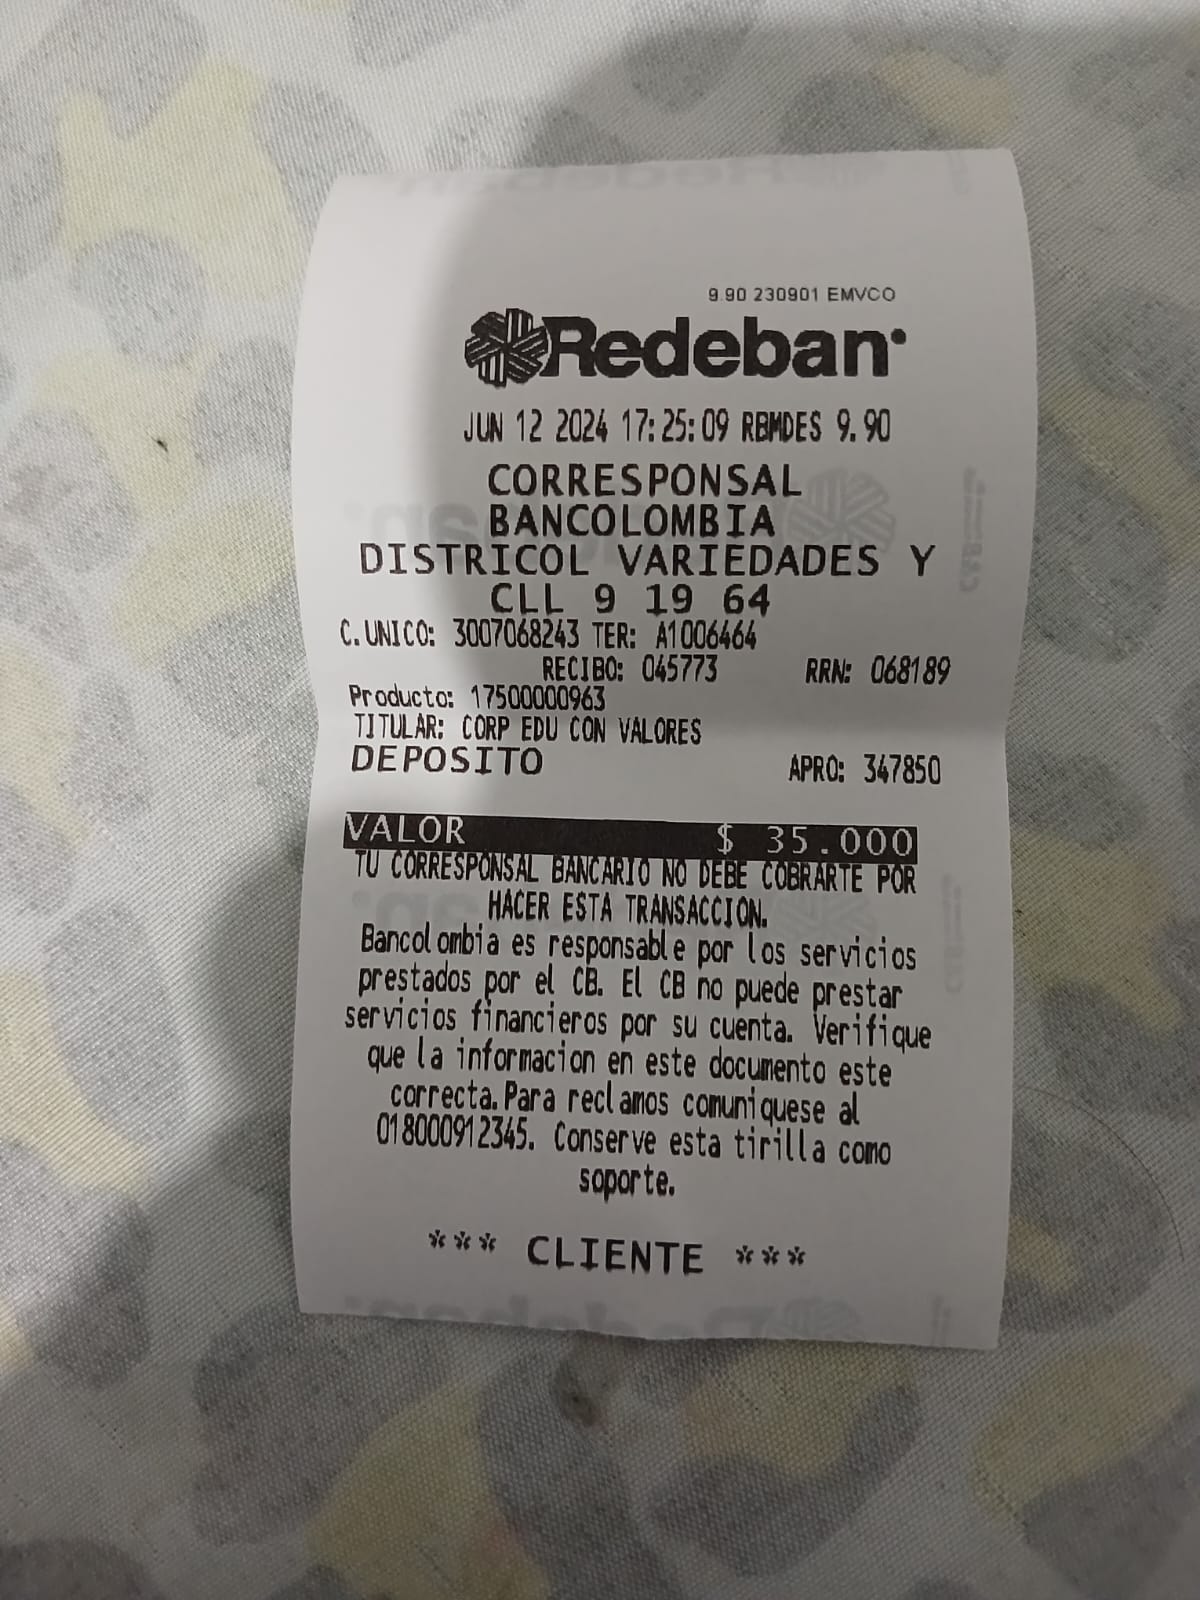 9.90 230901 EMVCO
Redeban
JUN 12 2024 17:25:09 RBMDES 9.90
CORRESPONSAL
BANCOLOMBIA
DISTRICOL VARIEDADES Y
CLL 9 19 64
C.UNICO: 3007068243 TER: A1006464
RECIBO: 045773 RRN: 068189
Producto: 17500000963
TITULAR: CORP EDU CON VALORES
DEPOSITO APRO: 347850
VALOR $ 35.000
TU CORRESPONSAL BANCARIO NO DEBE COBRARTE POR
HACER ESTA TRANSACCION.
Bancolombia es responsable por los servicios
prestados por el CB. El CB no puede prestar
servicios financieros por su cuenta. Verifique
que la informacion en este documento este
correcta.Para reclamos comuniquese al
018000912345. Conserve esta tirilla como
soporte.
*** CLIENTE ***